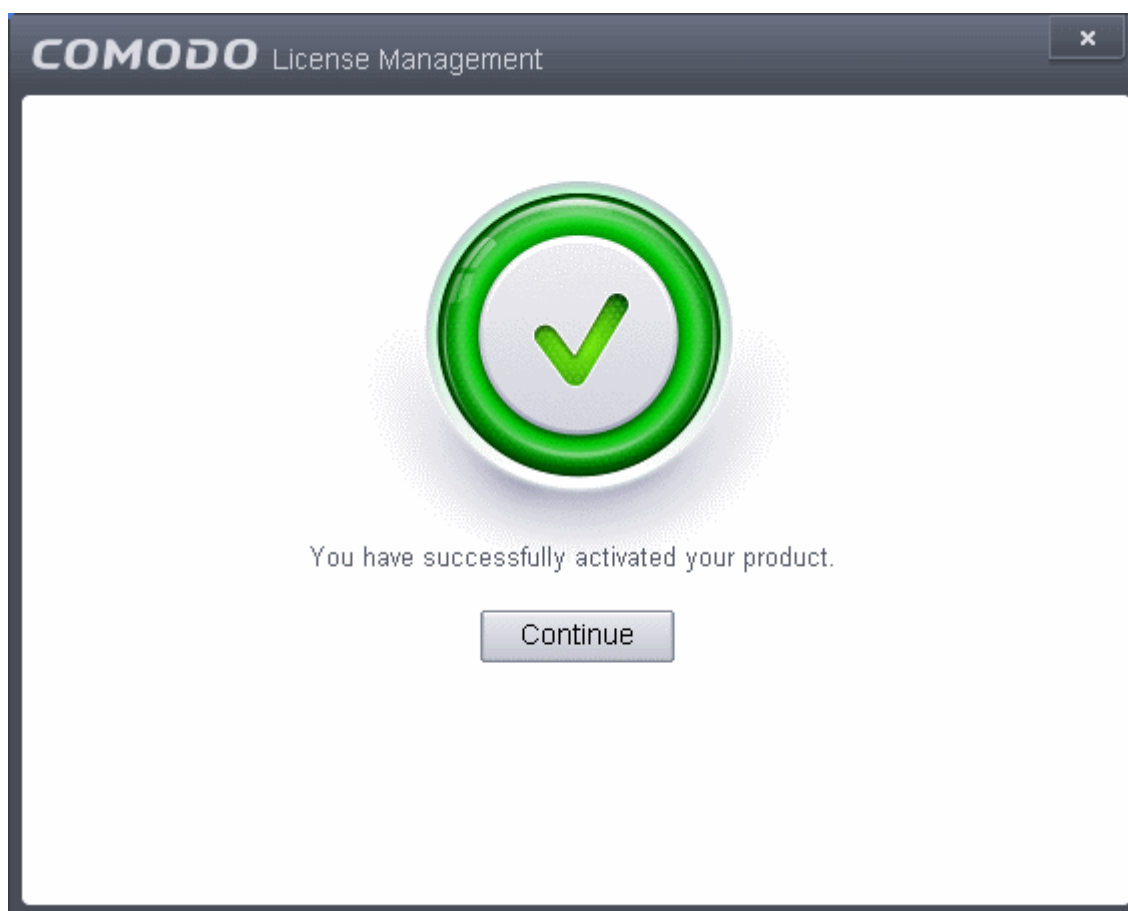 COMODO License Management
You have successfully activated your product.
Continue